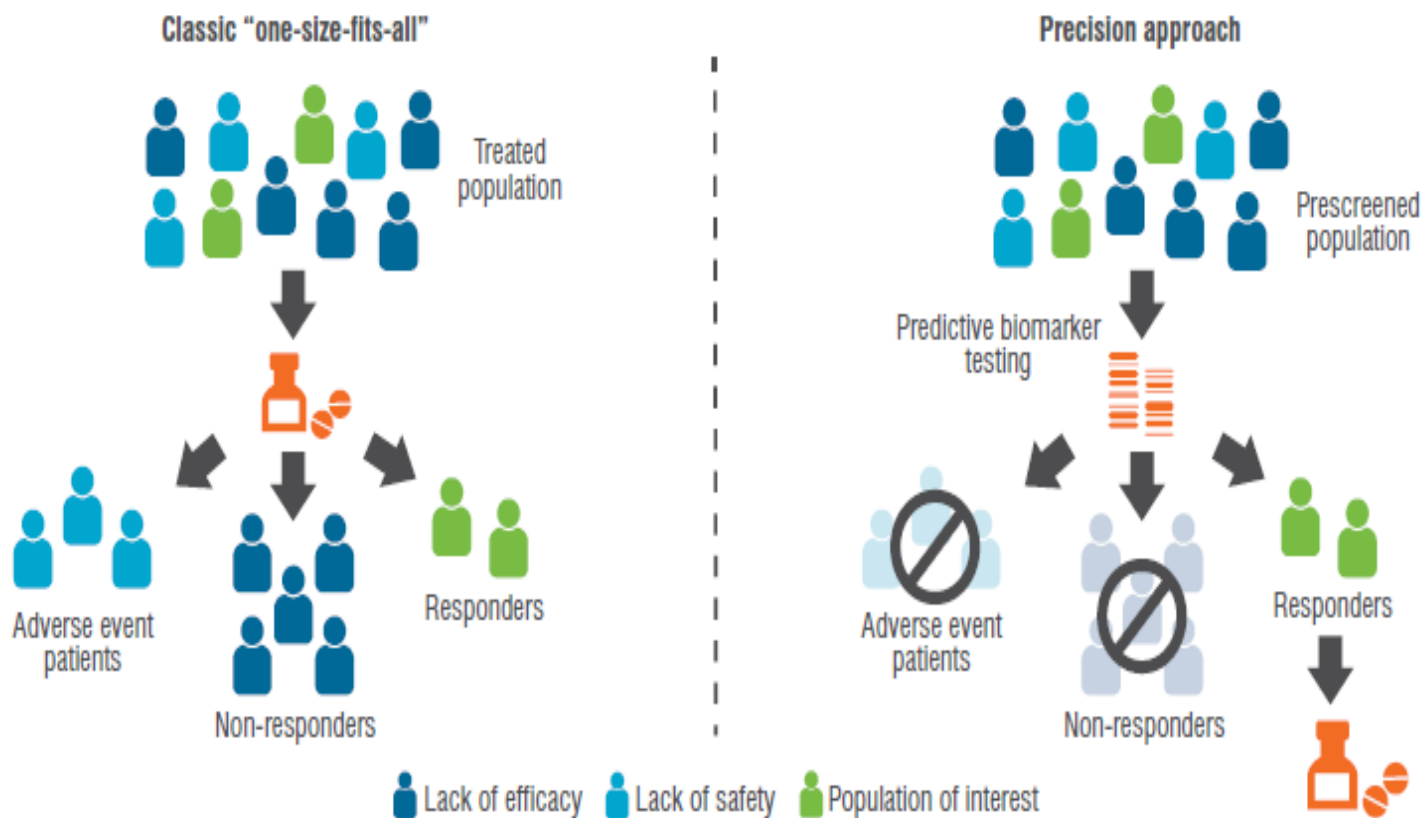 Classic “one-size-fits-all”
Treated
population
Adverse event
patients
Non-responders
Responders
Precision approach
Prescreened
population
Predictive biomarker
testing
Adverse event
patients
Non-responders
Responders
Lack of efficacy
Lack of safety
Population of interest